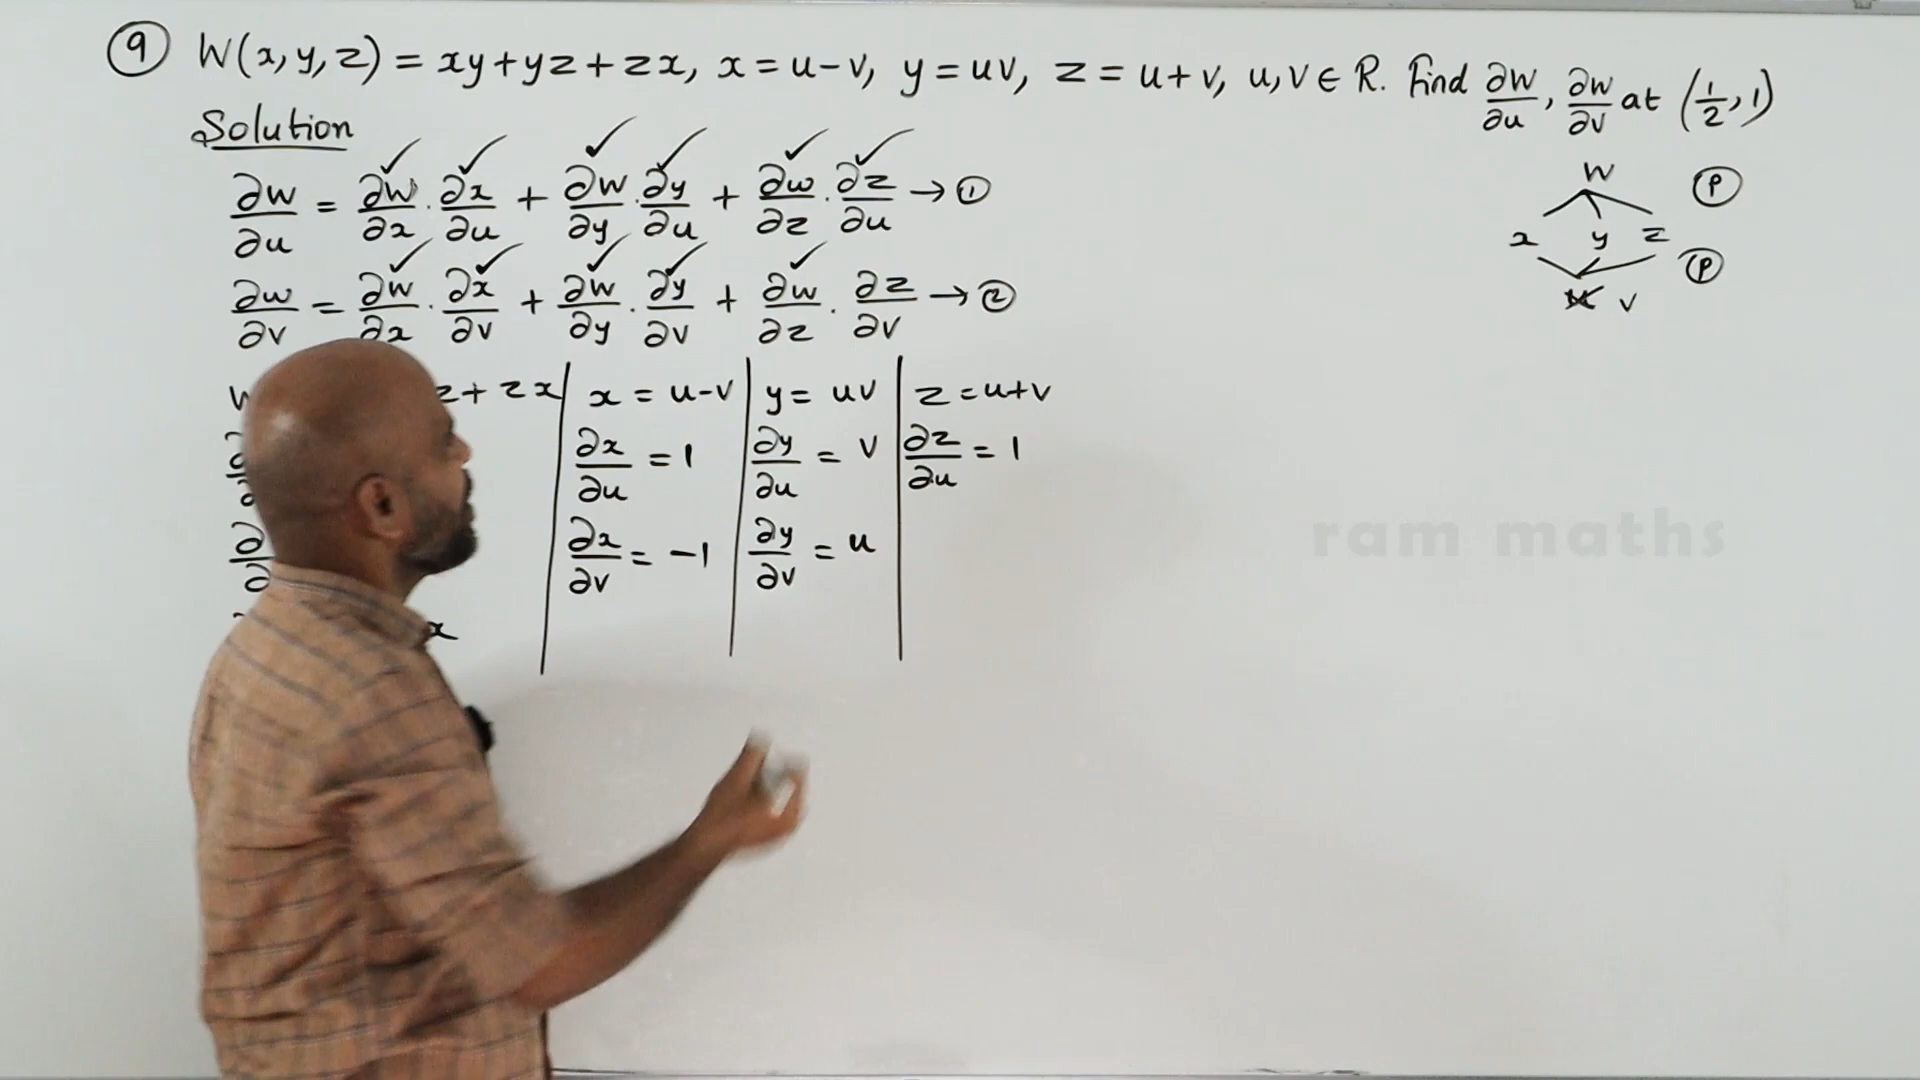 ⑨ W(x,y,z) = xy+yz+zx, x=u-v, y=uv, z=u+v, u,v∈R. Find ∂W/∂u, ∂W/∂v at (1/2,1)
Solution
∂w/∂u = ∂w/∂x · ∂x/∂u + ∂w/∂y · ∂y/∂u + ∂w/∂z · ∂z/∂u → ①
∂w/∂v = ∂w/∂x · ∂x/∂v + ∂w/∂y · ∂y/∂v + ∂w/∂z · ∂z/∂v → ②
W
Ⓟ
x y z
Ⓟ
v
z+zx
x = u-v
∂x/∂u = 1
∂x/∂v = -1
y = uv
∂y/∂u = v
∂y/∂v = u
z = u+v
∂z/∂u = 1
x
ram maths